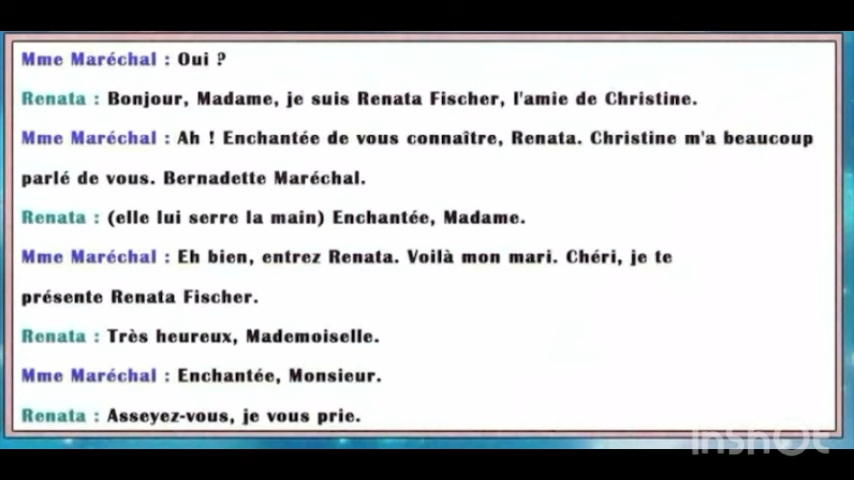 Mme Maréchal : Oui ?
Renata : Bonjour, Madame, je suis Renata Fischer, l'amie de Christine.
Mme Maréchal : Ah ! Enchantée de vous connaître, Renata. Christine m'a beaucoup
parlé de vous. Bernadette Maréchal.
Renata : (elle lui serre la main) Enchantée, Madame.
Mme Maréchal : Eh bien, entrez Renata. Voilà mon mari. Chéri, je te
présente Renata Fischer.
Renata : Très heureux, Mademoiselle.
Mme Maréchal : Enchantée, Monsieur.
Renata : Asseyez-vous, je vous prie.
InShOt